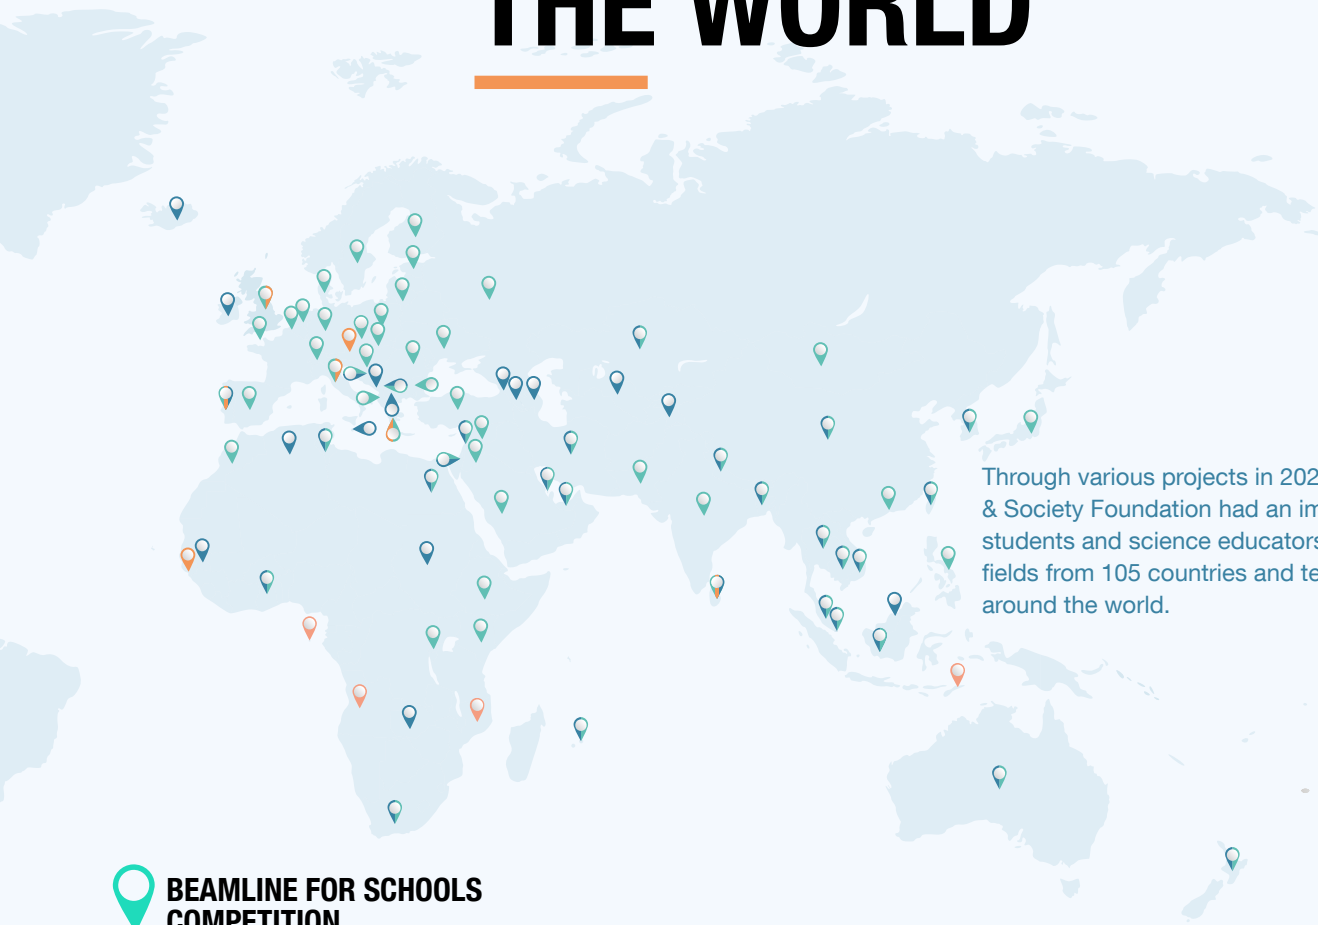 THE WORLD
Through various projects in 202
& Society Foundation had an im
students and science educators
fields from 105 countries and te
around the world.
BEAMLINE FOR SCHOOLS
COMPETITION